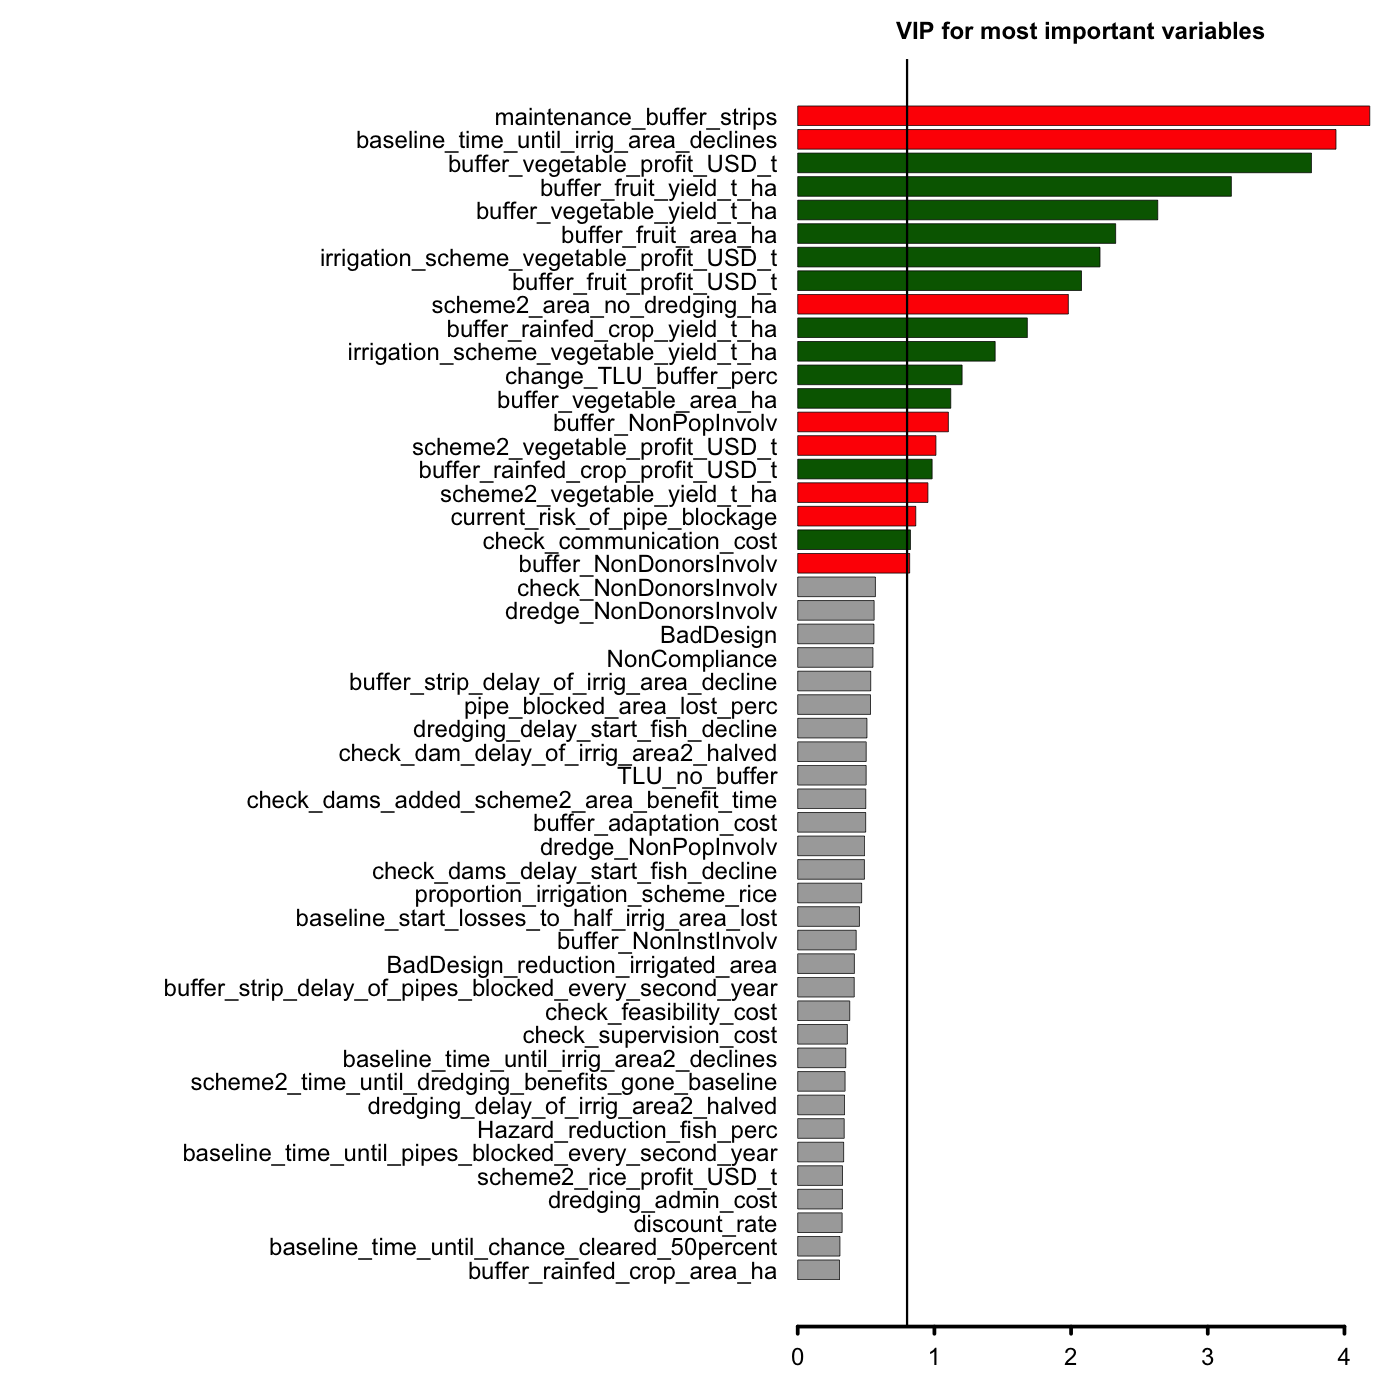 VIP for most important variables
maintenance_buffer_strips
baseline_time_until_irrig_area_declines
buffer_vegetable_profit_USD_t
buffer_fruit_yield_t_ha
buffer_vegetable_yield_t_ha
buffer_fruit_area_ha
irrigation_scheme_vegetable_profit_USD_t
buffer_fruit_profit_USD_t
scheme2_area_no_dredging_ha
buffer_rainfed_crop_yield_t_ha
irrigation_scheme_vegetable_yield_t_ha
change_TLU_buffer_perc
buffer_vegetable_area_ha
buffer_NonPopInvolv
scheme2_vegetable_profit_USD_t
buffer_rainfed_crop_profit_USD_t
scheme2_vegetable_yield_t_ha
current_risk_of_pipe_blockage
check_communication_cost
buffer_NonDonorsInvolv
check_NonDonorsInvolv
dredge_NonDonorsInvolv
BadDesign
NonCompliance
buffer_strip_delay_of_irrig_area_decline
pipe_blocked_area_lost_perc
dredging_delay_start_fish_decline
check_dam_delay_of_irrig_area2_halved
TLU_no_buffer
check_dams_added_scheme2_area_benefit_time
buffer_adaptation_cost
dredge_NonPopInvolv
check_dams_delay_start_fish_decline
proportion_irrigation_scheme_rice
baseline_start_losses_to_half_irrig_area_lost
buffer_NonInstInvolv
BadDesign_reduction_irrigated_area
buffer_strip_delay_of_pipes_blocked_every_second_year
check_feasibility_cost
check_supervision_cost
baseline_time_until_irrig_area2_declines
scheme2_time_until_dredging_benefits_gone_baseline
dredging_delay_of_irrig_area2_halved
Hazard_reduction_fish_perc
baseline_time_until_pipes_blocked_every_second_year
scheme2_rice_profit_USD_t
dredging_admin_cost
discount_rate
baseline_time_until_chance_cleared_50percent
buffer_rainfed_crop_area_ha
0 1 2 3 4